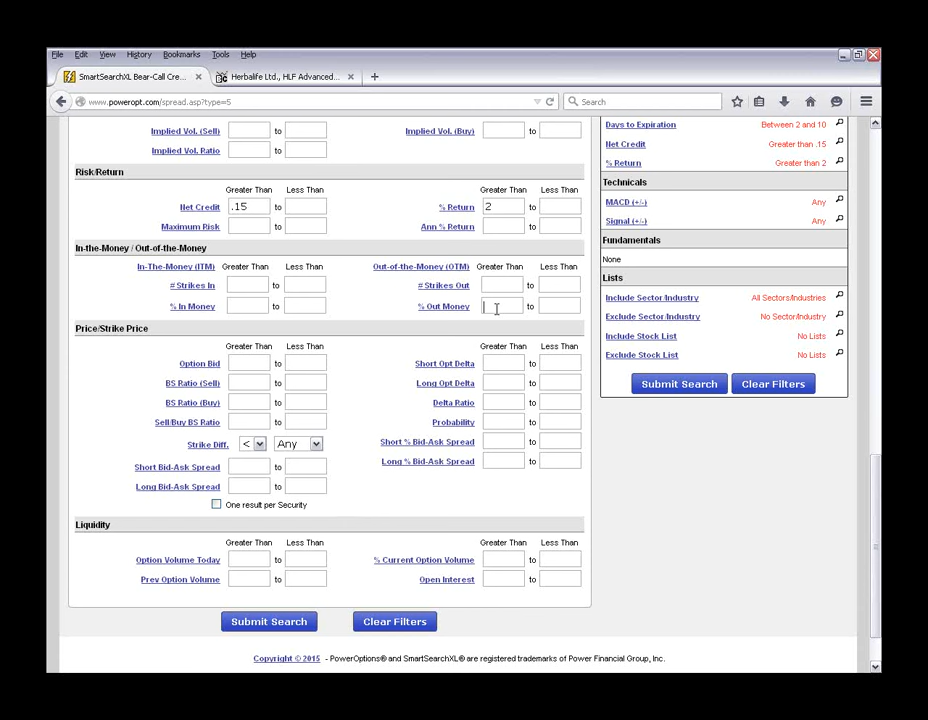 File Edit View History Bookmarks Tools Help
SmartSearchXL Bear-Call Cre... × Herbalife Ltd., HLF Advanced... × +
www.poweropt.com/spread.asp?type=5 Search
Implied Vol. (Sell) to Implied Vol. (Buy) to
Implied Vol. Ratio to
Risk/Return
Greater Than Less Than Greater Than Less Than
Net Credit .15 to % Return 2 to
Maximum Risk to Ann % Return to
In-the-Money / Out-of-the-Money
In-The-Money (ITM) Greater Than Less Than Out-of-the-Money (OTM) Greater Than Less Than
# Strikes In to # Strikes Out to
% In Money to % Out Money to
Price/Strike Price
Greater Than Less Than Greater Than Less Than
Option Bid to Short Opt Delta to
BS Ratio (Sell) to Long Opt Delta to
BS Ratio (Buy) to Delta Ratio to
Sell/Buy BS Ratio to Probability to
Strike Diff. < Any Short % Bid-Ask Spread to
Short Bid-Ask Spread to Long % Bid-Ask Spread to
Long Bid-Ask Spread to
One result per Security
Liquidity
Greater Than Less Than Greater Than Less Than
Option Volume Today to % Current Option Volume to
Prev Option Volume to Open Interest to
Submit Search Clear Filters
Days to Expiration Between 2 and 10
Net Credit Greater than .15
% Return Greater than 2
Technicals
MACD (+/-) Any
Signal (+/-) Any
Fundamentals
None
Lists
Include Sector/Industry All Sectors/Industries
Exclude Sector/Industry No Sector/Industry
Include Stock List No Lists
Exclude Stock List No Lists
Submit Search Clear Filters
Copyright © 2015 - PowerOptions® and SmartSearchXL® are registered trademarks of Power Financial Group, Inc.